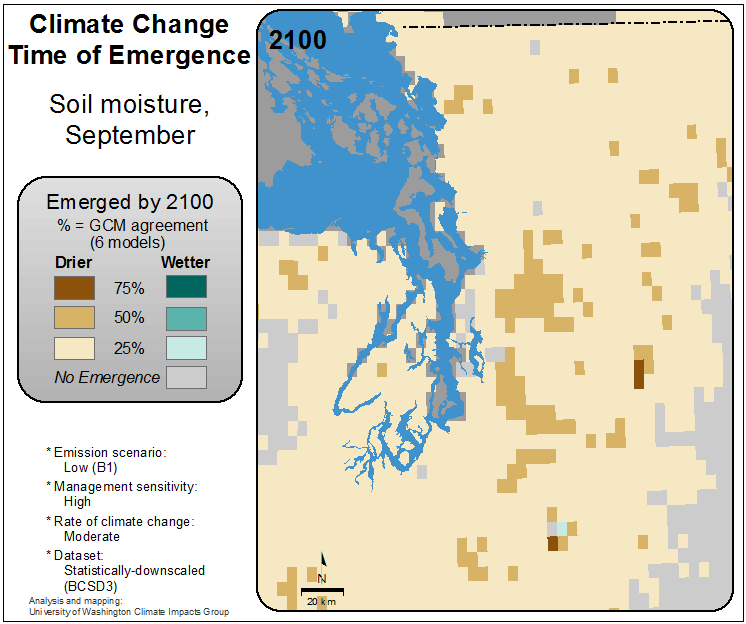 Climate Change
Time of Emergence
Soil moisture,
September
Emerged by 2100
% = GCM agreement
(6 models)
Drier Wetter
75%
50%
25%
No Emergence
* Emission scenario:
Low (B1)
* Management sensitivity:
High
* Rate of climate change:
Moderate
* Dataset:
Statistically-downscaled
(BCSD3)
Analysis and mapping:
University of Washington Climate Impacts Group
2100
N
20 km